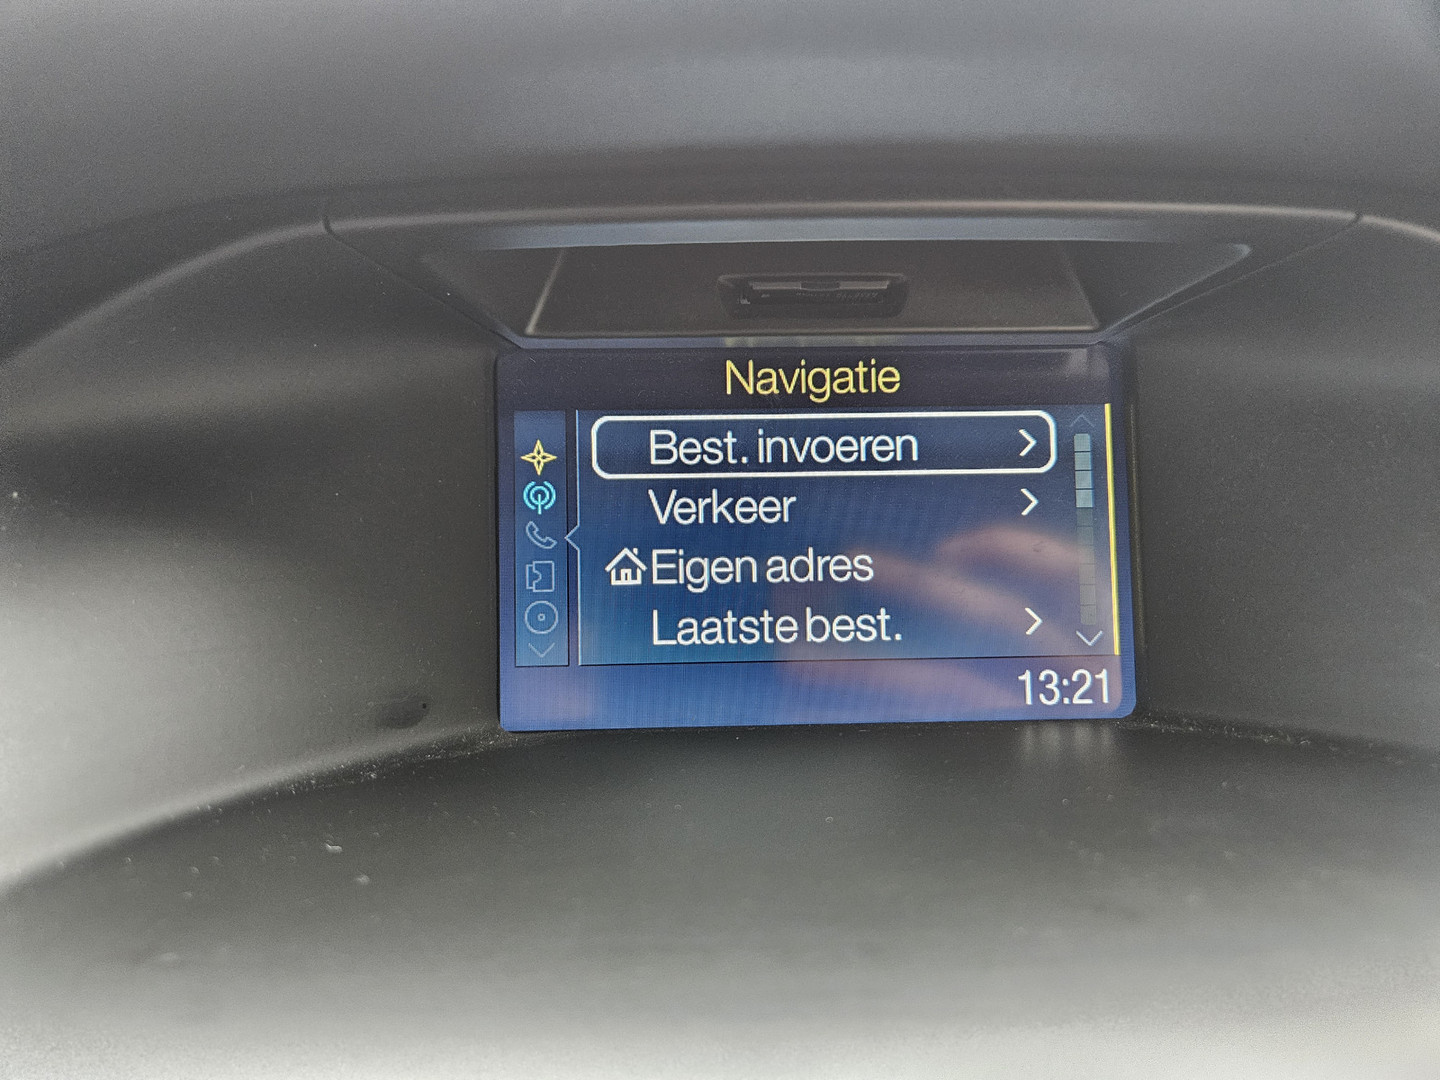 Navigatie
Best. invoeren
Verkeer
Eigen adres
Laatste best.
13:21